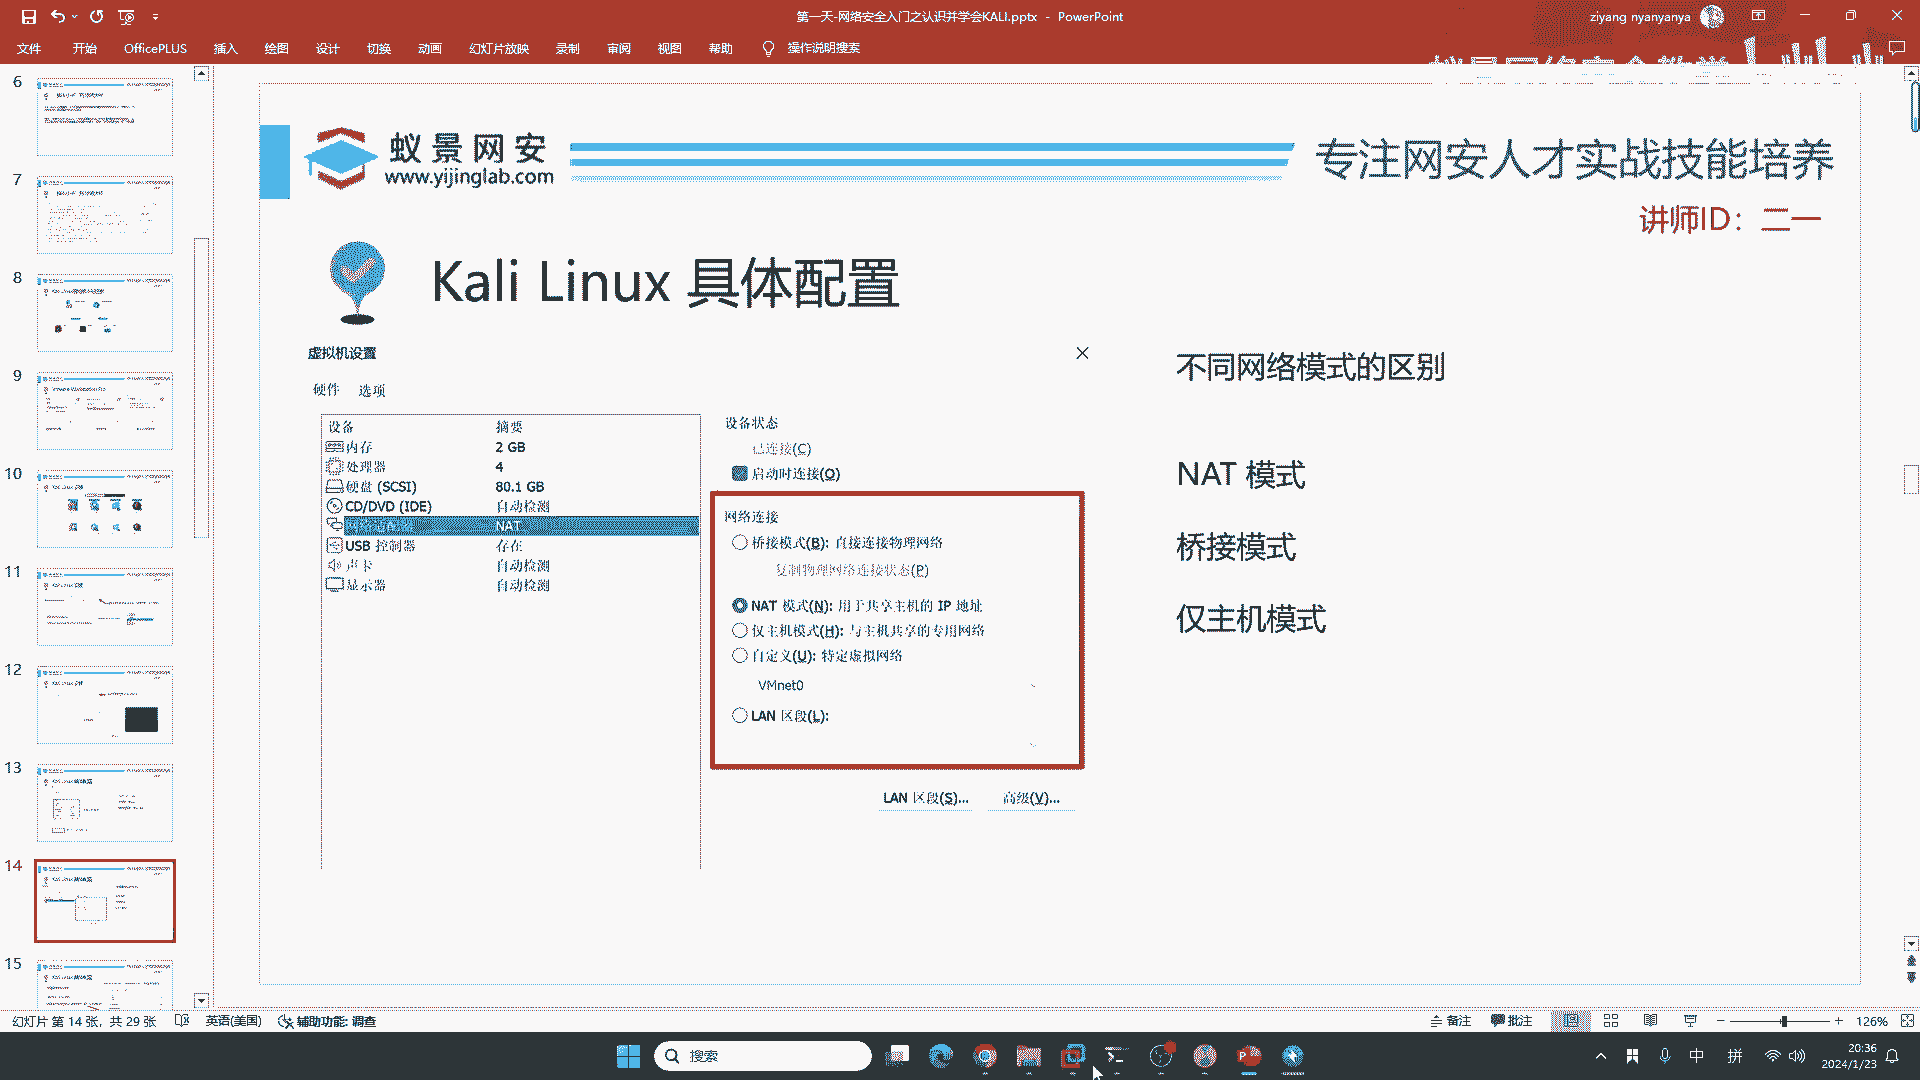 第一天-网络安全入门之认识并学会KALI.pptx - PowerPoint
ziyang nyanyanya
文件 开始 OfficePLUS 插入 绘图 设计 切换 动画 幻灯片放映 录制 审阅 视图 帮助 操作说明搜索
6
7
8
9
10
11
12
13
14
15
蚁景网安
www.yijinglab.com
专注网安人才实战技能培养
讲师ID：二一
Kali Linux 具体配置
虚拟机设置
硬件 选项
设备 摘要
内存 2 GB
处理器 4
硬盘 (SCSI) 80.1 GB
CD/DVD (IDE) 自动检测
NAT
USB 控制器 存在
声卡 自动检测
显示器 自动检测
设备状态
已连接(C)
启动时连接(O)
网络连接
桥接模式(B): 直接连接物理网络
复制物理网络连接状态(P)
NAT 模式(N): 用于共享主机的 IP 地址
仅主机模式(H): 与主机共享的专用网络
自定义(U): 特定虚拟网络
VMnet0
LAN 区段(L):
LAN 区段(S)... 高级(V)...
不同网络模式的区别
NAT 模式
桥接模式
仅主机模式
幻灯片 第 14 张，共 29 张 英语(美国) 辅助功能: 调查 备注 批注 126%
搜索
中 拼 20:36
2024/1/23